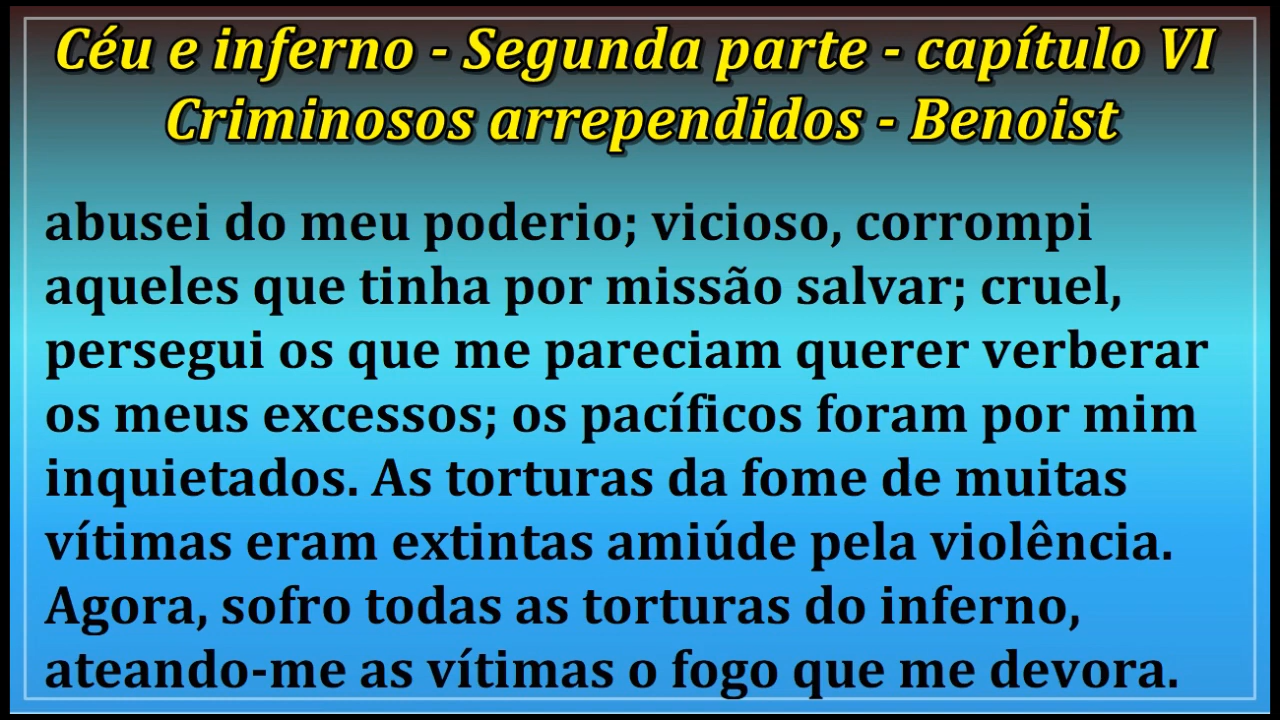 Céu e inferno - Segunda parte - capítulo VI
Criminosos arrependidos - Benoist
abusei do meu poderio; vicioso, corrompi
aqueles que tinha por missão salvar; cruel,
persegui os que me pareciam querer verberar
os meus excessos; os pacíficos foram por mim
inquietados. As torturas da fome de muitas
vítimas eram extintas amiúde pela violência.
Agora, sofro todas as torturas do inferno,
ateando-me as vítimas o fogo que me devora.